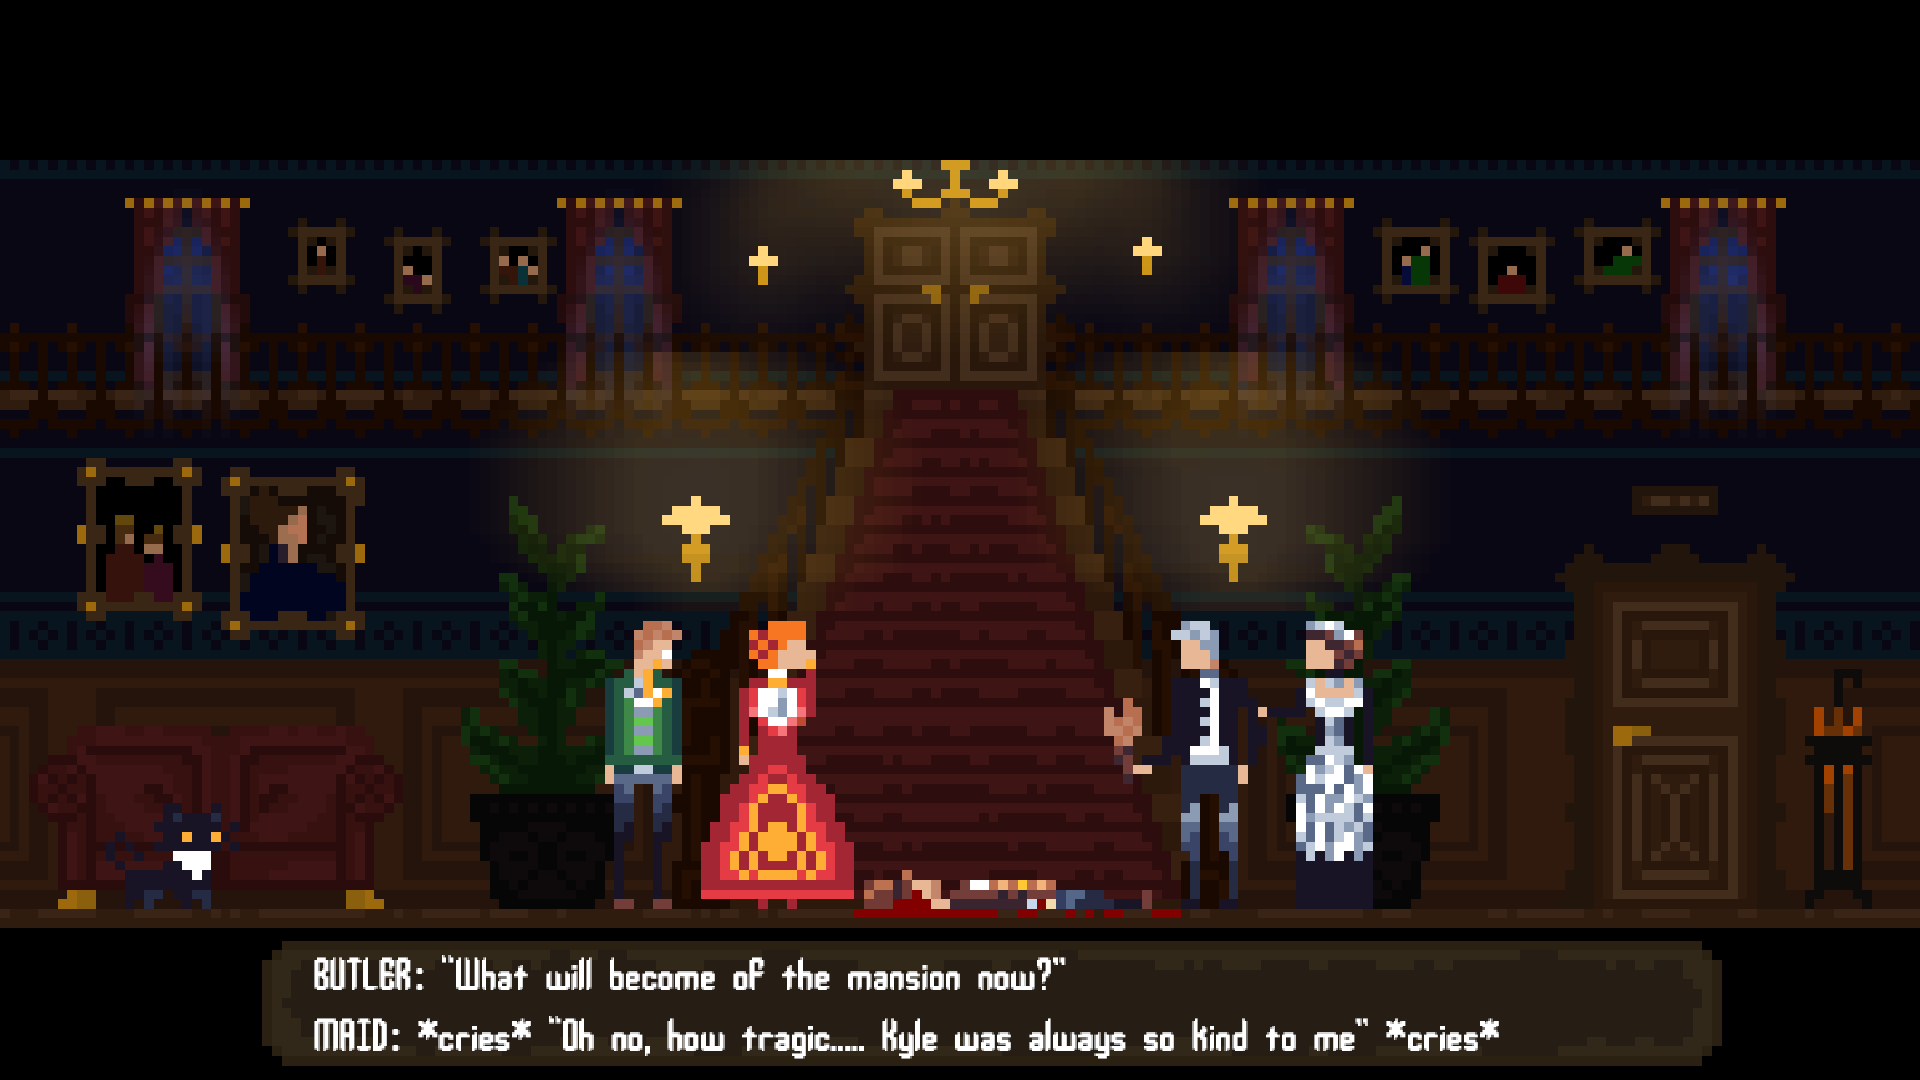 BUTLER: "What will become of the mansion now?"
MAID: *cries* "Oh no, how tragic..... Kyle was always so kind to me" *cries*